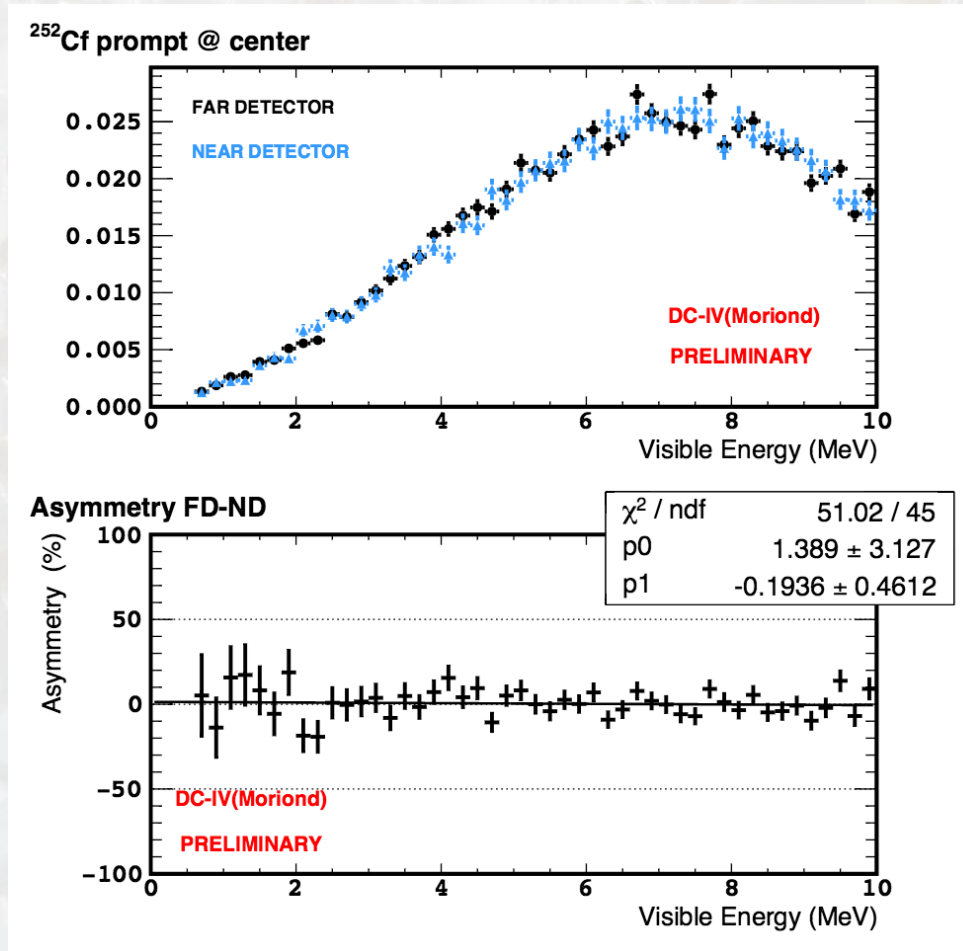 ²⁵²Cf prompt @ center
FAR DETECTOR
NEAR DETECTOR
0.025
0.020
0.015
0.010
0.005
0.000
DC-IV(Moriond)
PRELIMINARY
0 2 4 6 8 10
Visible Energy (MeV)
Asymmetry FD-ND
χ² / ndf 51.02 / 45
p0 1.389 ± 3.127
p1 -0.1936 ± 0.4612
Asymmetry (%)
100
50
0
−50
−100
DC-IV(Moriond)
PRELIMINARY
0 2 4 6 8 10
Visible Energy (MeV)